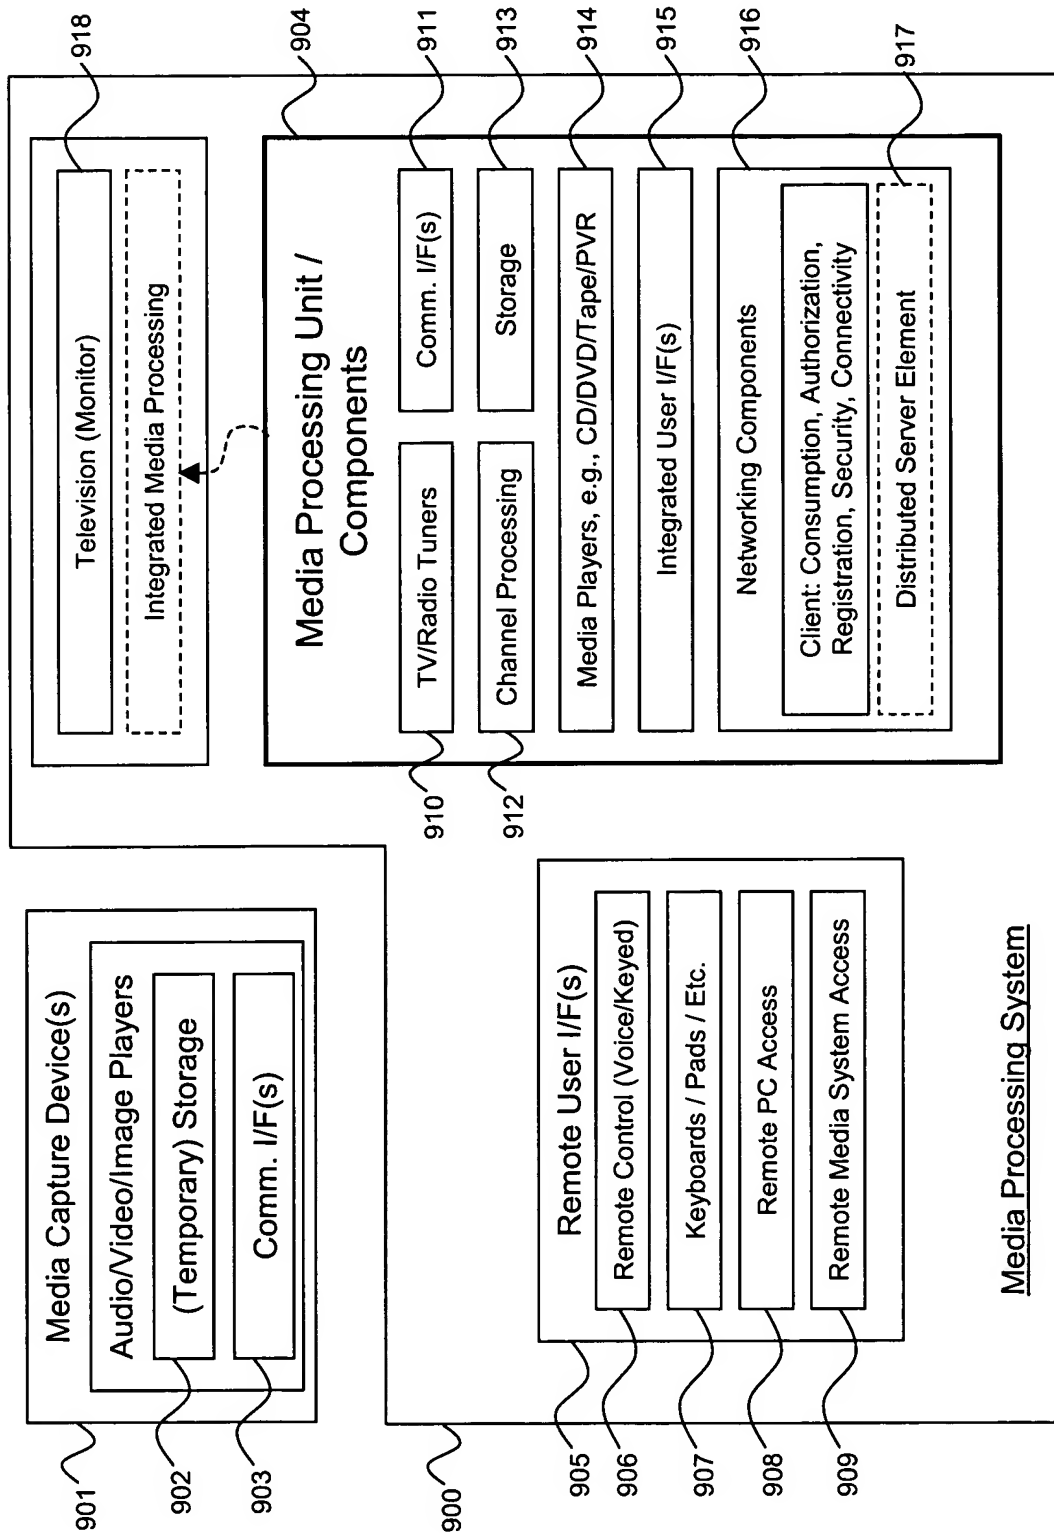 Media Capture Device(s)
Audio/Video/Image Players
(Temporary) Storage
Comm. I/F(s)
901
902
903
900
Remote User I/F(s)
Remote Control (Voice/Keyed)
Keyboards / Pads / Etc.
Remote PC Access
Remote Media System Access
905
906
907
908
909
Television (Monitor)
Integrated Media Processing
918
904
Media Processing Unit /
Components
TV/Radio Tuners
Comm. I/F(s)
910
911
Channel Processing
Storage
912
913
Media Players, e.g., CD/DVD/Tape/PVR
914
Integrated User I/F(s)
915
Networking Components
916
Client: Consumption, Authorization,
Registration, Security, Connectivity
Distributed Server Element
917
Media Processing System